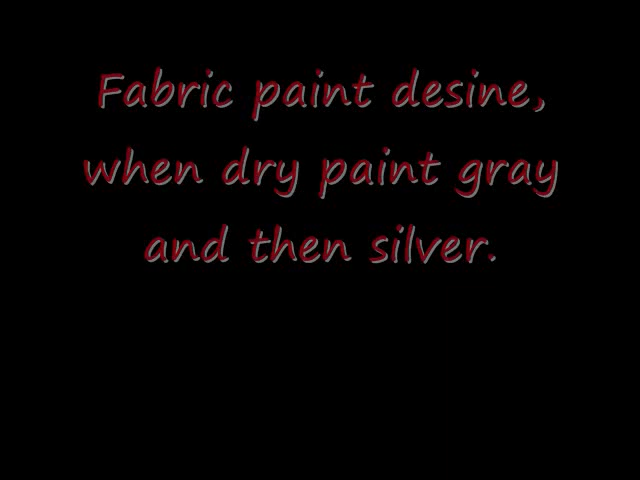 Fabric paint desine,
when dry paint gray
and then silver.